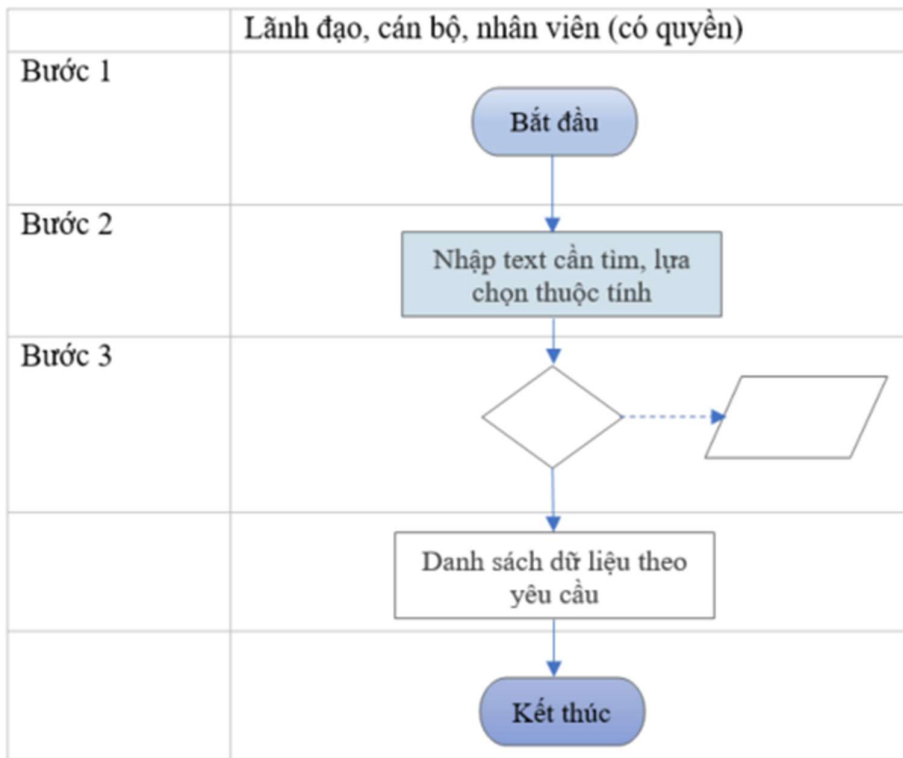 Lãnh đạo, cán bộ, nhân viên (có quyền)
Bước 1
Bắt đầu
Bước 2
Nhập text cần tìm, lựa
chọn thuộc tính
Bước 3
Danh sách dữ liệu theo
yêu cầu
Kết thúc